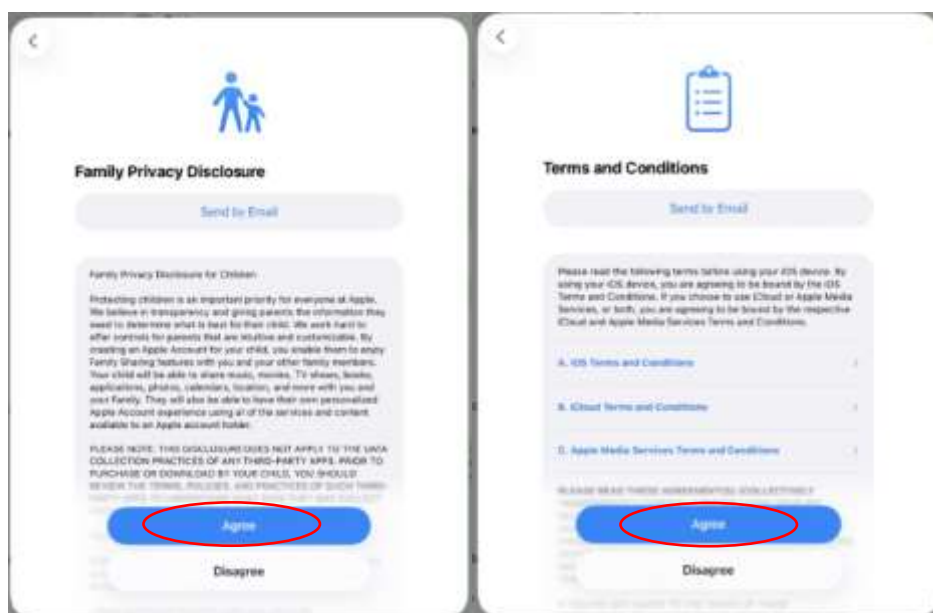 Family Privacy Disclosure
Send by Email
Family Privacy Disclosure for Children
Protecting children is an important priority for everyone at Apple.
We believe in transparency and giving parents the information they
need to determine what is best for their child. We work hard to
offer controls for parents that are intuitive and customizable. By
creating an Apple Account for your child, you enable them to enjoy
Family Sharing features with you and your other family members.
Your child will be able to share music, movies, TV shows, books,
applications, photos, calendars, location, and more with you and
your Family. They will also be able to have their own personalized
Apple Account experience using all of the services and content
available to an Apple account holder.
PLEASE NOTE: THIS DISCLOSURE DOES NOT APPLY TO THE DATA
COLLECTION PRACTICES OF ANY THIRD-PARTY APPS. PRIOR TO
PURCHASE OR DOWNLOAD BY YOUR CHILD, YOU SHOULD
REVIEW THE TERMS, POLICIES, AND PRACTICES OF SUCH THIRD-
Agree
Disagree
Terms and Conditions
Send by Email
Please read the following terms before using your iOS device. By
using your iOS device, you are agreeing to be bound by the iOS
Terms and Conditions. If you choose to use iCloud or Apple Media
Services, or both, you are agreeing to be bound by the respective
iCloud and Apple Media Services Terms and Conditions.
A. iOS Terms and Conditions
B. iCloud Terms and Conditions
C. Apple Media Services Terms and Conditions
PLEASE READ THESE AGREEMENTS (COLLECTIVELY
Agree
Disagree